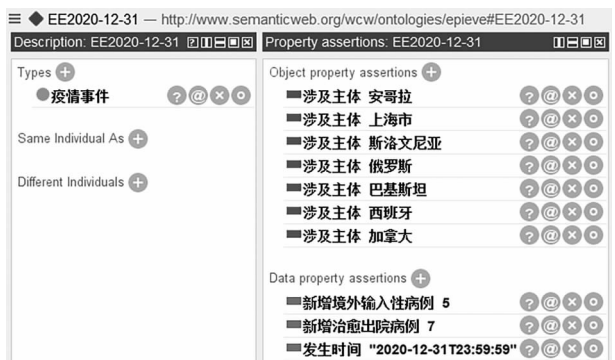 EE2020-12-31 — http://www.semanticweb.org/wcw/ontologies/epieve#EE2020-12-31
Description: EE2020-12-31
Types
疫情事件
Same Individual As
Different Individuals
Property assertions: EE2020-12-31
Object property assertions
涉及主体 安哥拉
涉及主体 上海市
涉及主体 斯洛文尼亚
涉及主体 俄罗斯
涉及主体 巴基斯坦
涉及主体 西班牙
涉及主体 加拿大
Data property assertions
新增境外输入性病例 5
新增治愈出院病例 7
发生时间 "2020-12-31T23:59:59"